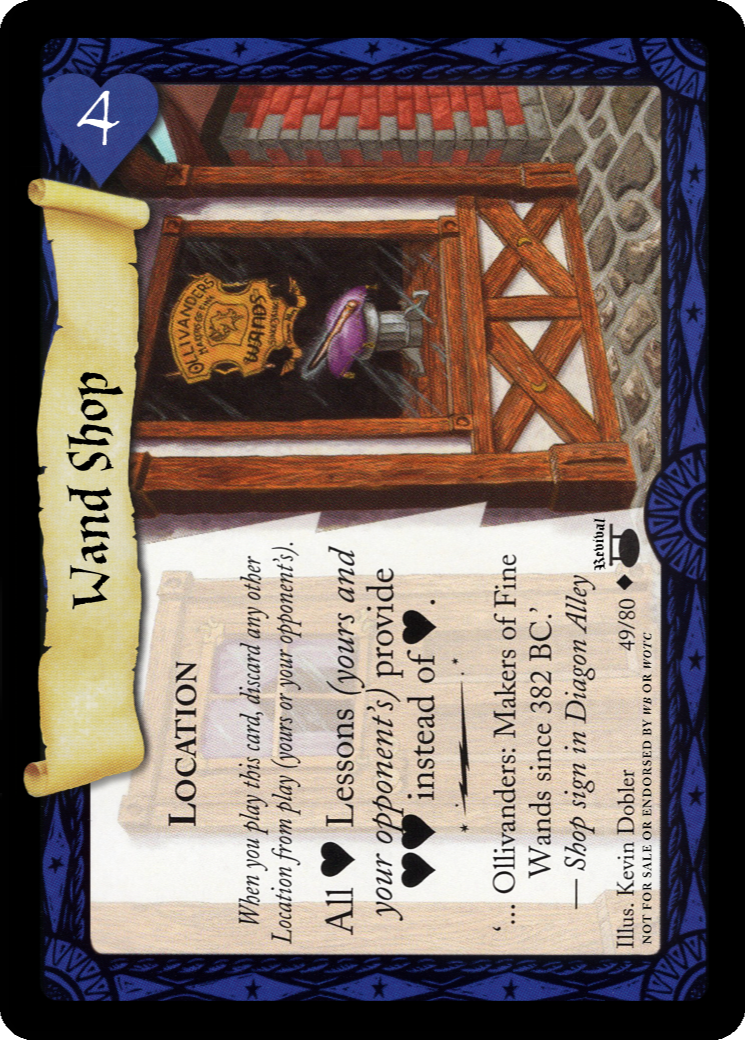 4
Wand Shop
OLLIVANDERS
MAKERS OF FINE
WANDS
LOCATION
When you play this card, discard any other
Location from play (yours or your opponent's).
All ♥ Lessons (yours and
your opponent's) provide
♥♥ instead of ♥.
‘... Ollivanders: Makers of Fine
Wands since 382 BC.’
— Shop sign in Diagon Alley
Illus. Kevin Dobler
49/80
Revival
NOT FOR SALE OR ENDORSED BY WB OR WOTC